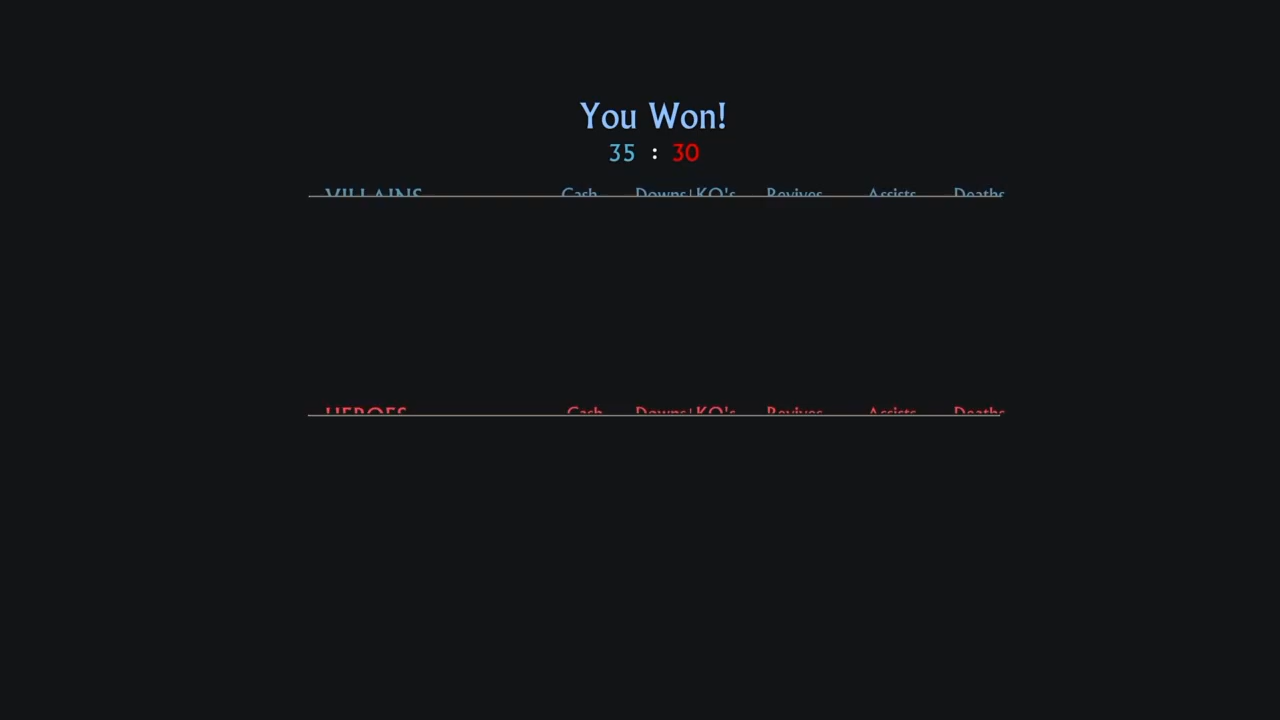 You Won!
35 : 30
VILLAINS Cash Downs|KO's Revives Assists Deaths
HEROES Cash Downs|KO's Revives Assists Deaths